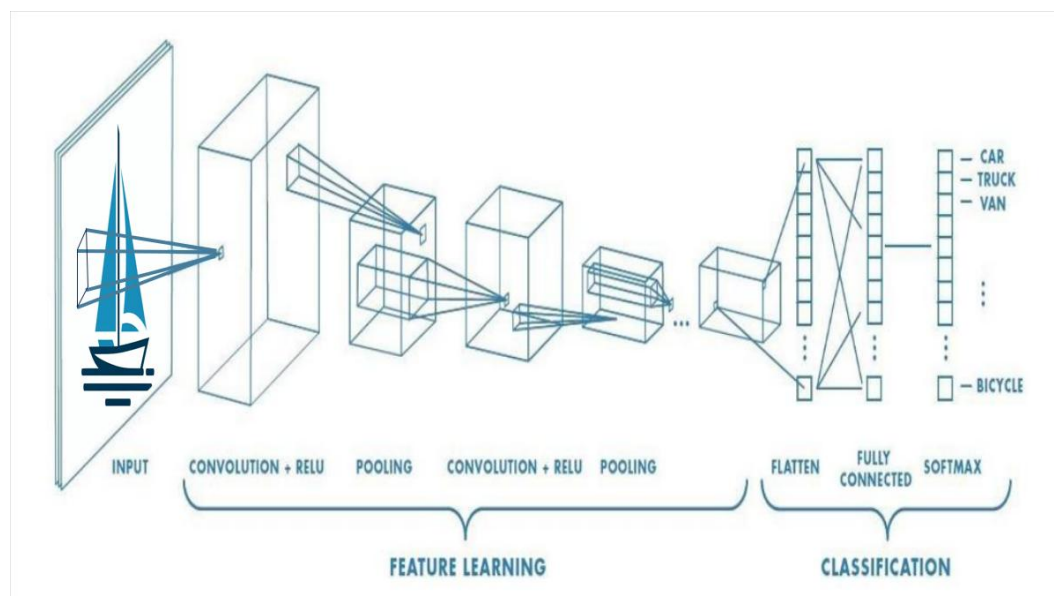 CAR
TRUCK
VAN
BICYCLE
INPUT
CONVOLUTION + RELU
POOLING
CONVOLUTION + RELU
POOLING
FLATTEN
FULLY
CONNECTED
SOFTMAX
FEATURE LEARNING
CLASSIFICATION